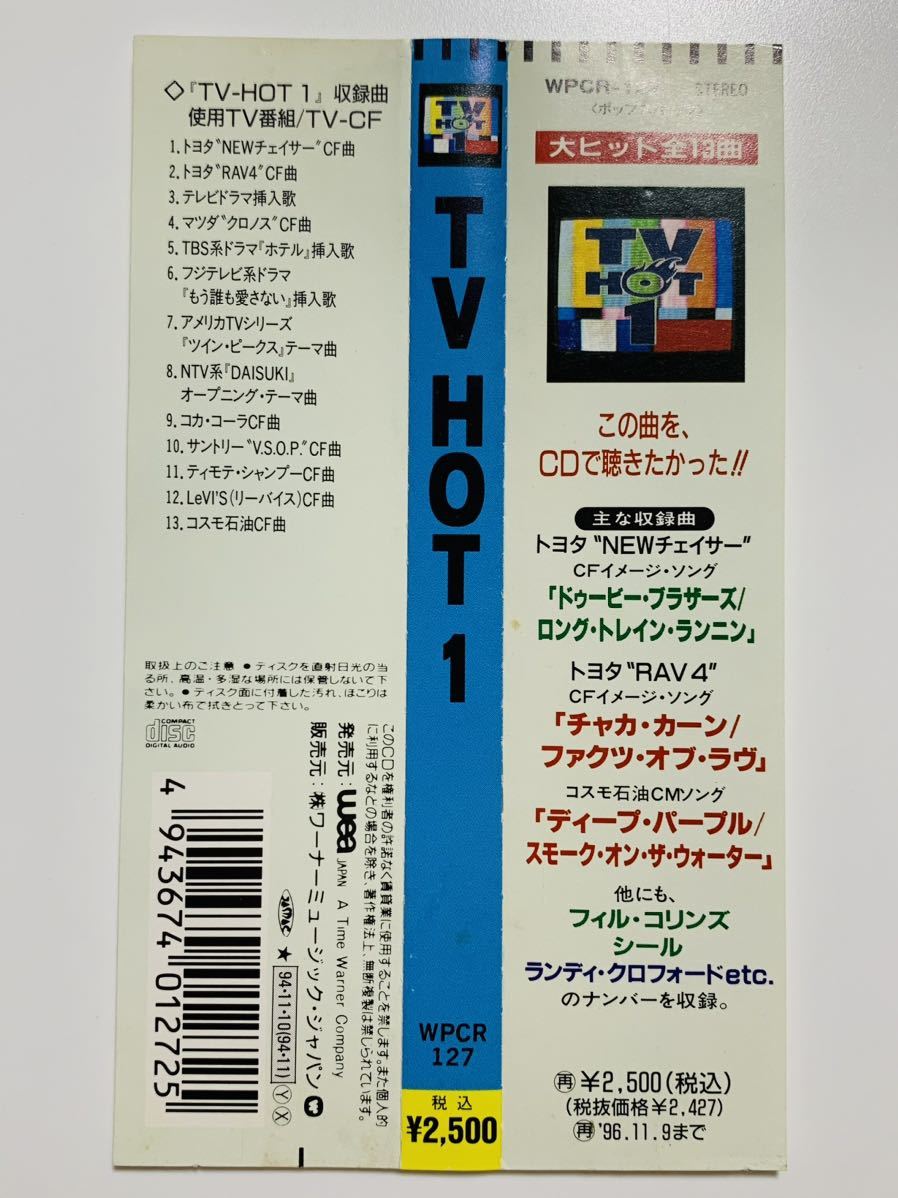 ◇『TV-HOT 1』収録曲
使用TV番組/TV-CF
1.トヨタ“NEWチェイサー”CF曲
2.トヨタ“RAV4”CF曲
3.テレビドラマ挿入歌
4.マツダ“クロノス”CF曲
5.TBS系ドラマ『ホテル』挿入歌
6.フジテレビ系ドラマ
『もう誰も愛さない』挿入歌
7.アメリカTVシリーズ
『ツイン・ピークス』テーマ曲
8.NTV系『DAISUKI』
オープニング・テーマ曲
9.コカ・コーラCF曲
10.サントリー“V.S.O.P.”CF曲
11.ティモテ・シャンプーCF曲
12.LeVI'S(リーバイス)CF曲
13.コスモ石油CF曲
取扱上のご注意 ●ディスクを直射日光の当
る所、高温・多湿な場所には保管しないで下
さい。●ディスク面に付着した汚れ、ほこりは
柔かい布で拭きとって下さい。
COMPACT
disc
DIGITAL AUDIO
4 943674 012725
このCDを権利者の許諾なく賃貸業に使用することを禁じます。また個人的
に利用するなどの場合を除き、著作権法上、無断複製は禁じられています。
発売元：wea JAPAN A Time Warner Company
販売元：㈱ワーナーミュージック・ジャパン
★ 94・11・10(94・11) Ⓨ Ⓧ
TV
HOT
1
TV HOT 1
WPCR
127
税込
¥2,500
WPCR-1 STEREO
大ヒット全13曲
TV
HOT
1
この曲を、
CDで聴きたかった!!
主な収録曲
トヨタ“NEWチェイサー”
CFイメージ・ソング
「ドゥービー・ブラザーズ/
ロング・トレイン・ランニン」
トヨタ“RAV4”
CFイメージ・ソング
「チャカ・カーン/
ファクツ・オブ・ラヴ」
コスモ石油CMソング
「ディープ・パープル/
スモーク・オン・ザ・ウォーター」
他にも、
フィル・コリンズ
シール
ランディ・クロフォードetc.
のナンバーを収録。
㊢¥2,500(税込)
(税抜価格¥2,427)
㊢'96.11.9まで